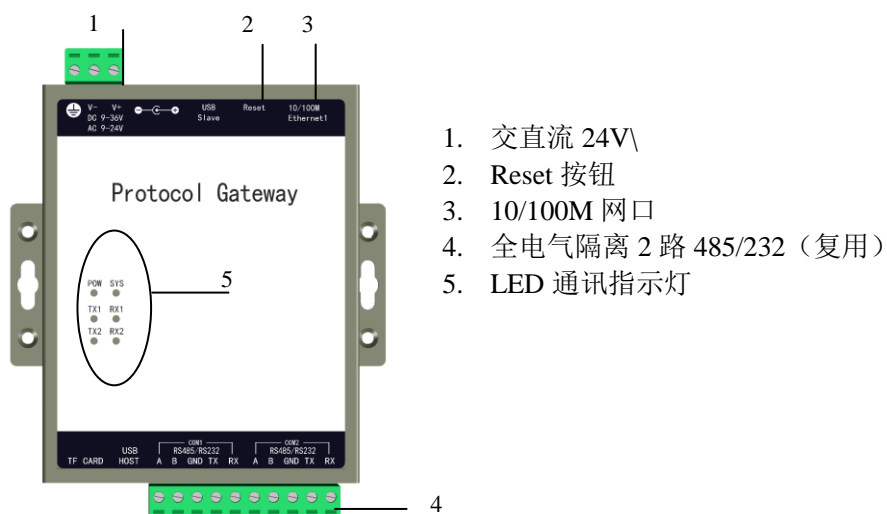 1 2 3
V- V+
DC 9-36V
AC 9-24V
USB
Slave
Reset
10/100M
Ethernet1
Protocol Gateway
POW SYS
TX1 RX1
TX2 RX2
5
USB
TF CARD HOST
COM1
RS485/RS232
A B GND TX RX
COM2
RS485/RS232
A B GND TX RX
4
1. 交直流 24V\
2. Reset 按钮
3. 10/100M 网口
4. 全电气隔离 2 路 485/232（复用）
5. LED 通讯指示灯